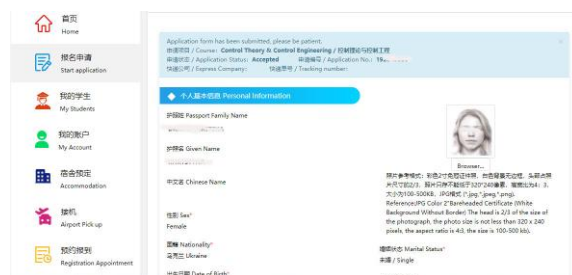 首页
Home
报名申请
Start application
我的学生
My Students
我的账户
My Account
宿舍预定
Accommodation
接机
Airport Pick up
预约报到
Registration Appointment
Application form has been submitted, please be patient.
申请项目 / Course: Control Theory & Control Engineering / 控制理论与控制工程
申请状态 / Application Status: Accepted 申请编号 / Application No.:
快递公司 / Express Company: 快递单号 / Tracking number:
个人基本信息 Personal Information
护照姓 Passport Family Name
护照名 Given Name
中文名 Chinese Name
性别 Sex*
Female
国籍 Nationality*
乌克兰 Ukraine
出生日期 Date of Birth*
Browser...
照片参考模式：彩色2寸免冠证件照，白色背景无边框，头部占照
片尺寸的2/3，照片尺寸不能低于320*240像素，宽高比为4：3，
大小为100-500KB，JPG格式 (*.jpg,*.jpeg,*.png).
Reference:JPG Color 2"Bareheaded Certificate (White
Background Without Border) The head is 2/3 of the size of
the photograph, the photo size is not less than 320 x 240
pixels, the aspect ratio is 4:3, the size is 100-500 kb).
婚姻状态 Marital Status*
未婚 / Single